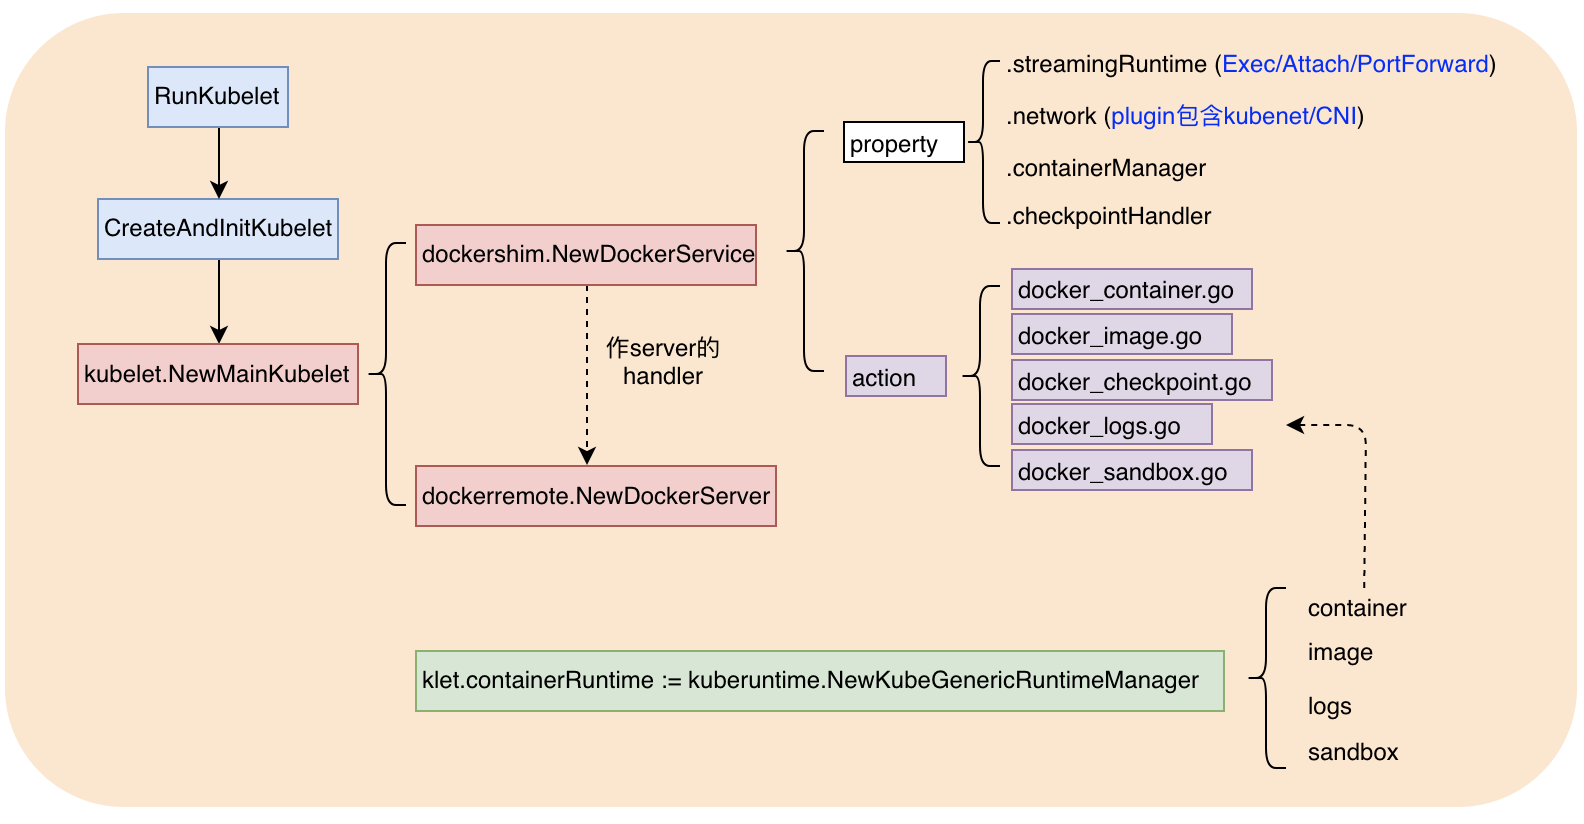 RunKubelet
CreateAndInitKubelet
kubelet.NewMainKubelet
dockershim.NewDockerService
作server的
handler
dockerremote.NewDockerServer
property
.streamingRuntime (Exec/Attach/PortForward)
.network (plugin包含kubenet/CNI)
.containerManager
.checkpointHandler
action
docker_container.go
docker_image.go
docker_checkpoint.go
docker_logs.go
docker_sandbox.go
klet.containerRuntime := kuberuntime.NewKubeGenericRuntimeManager
container
image
logs
sandbox